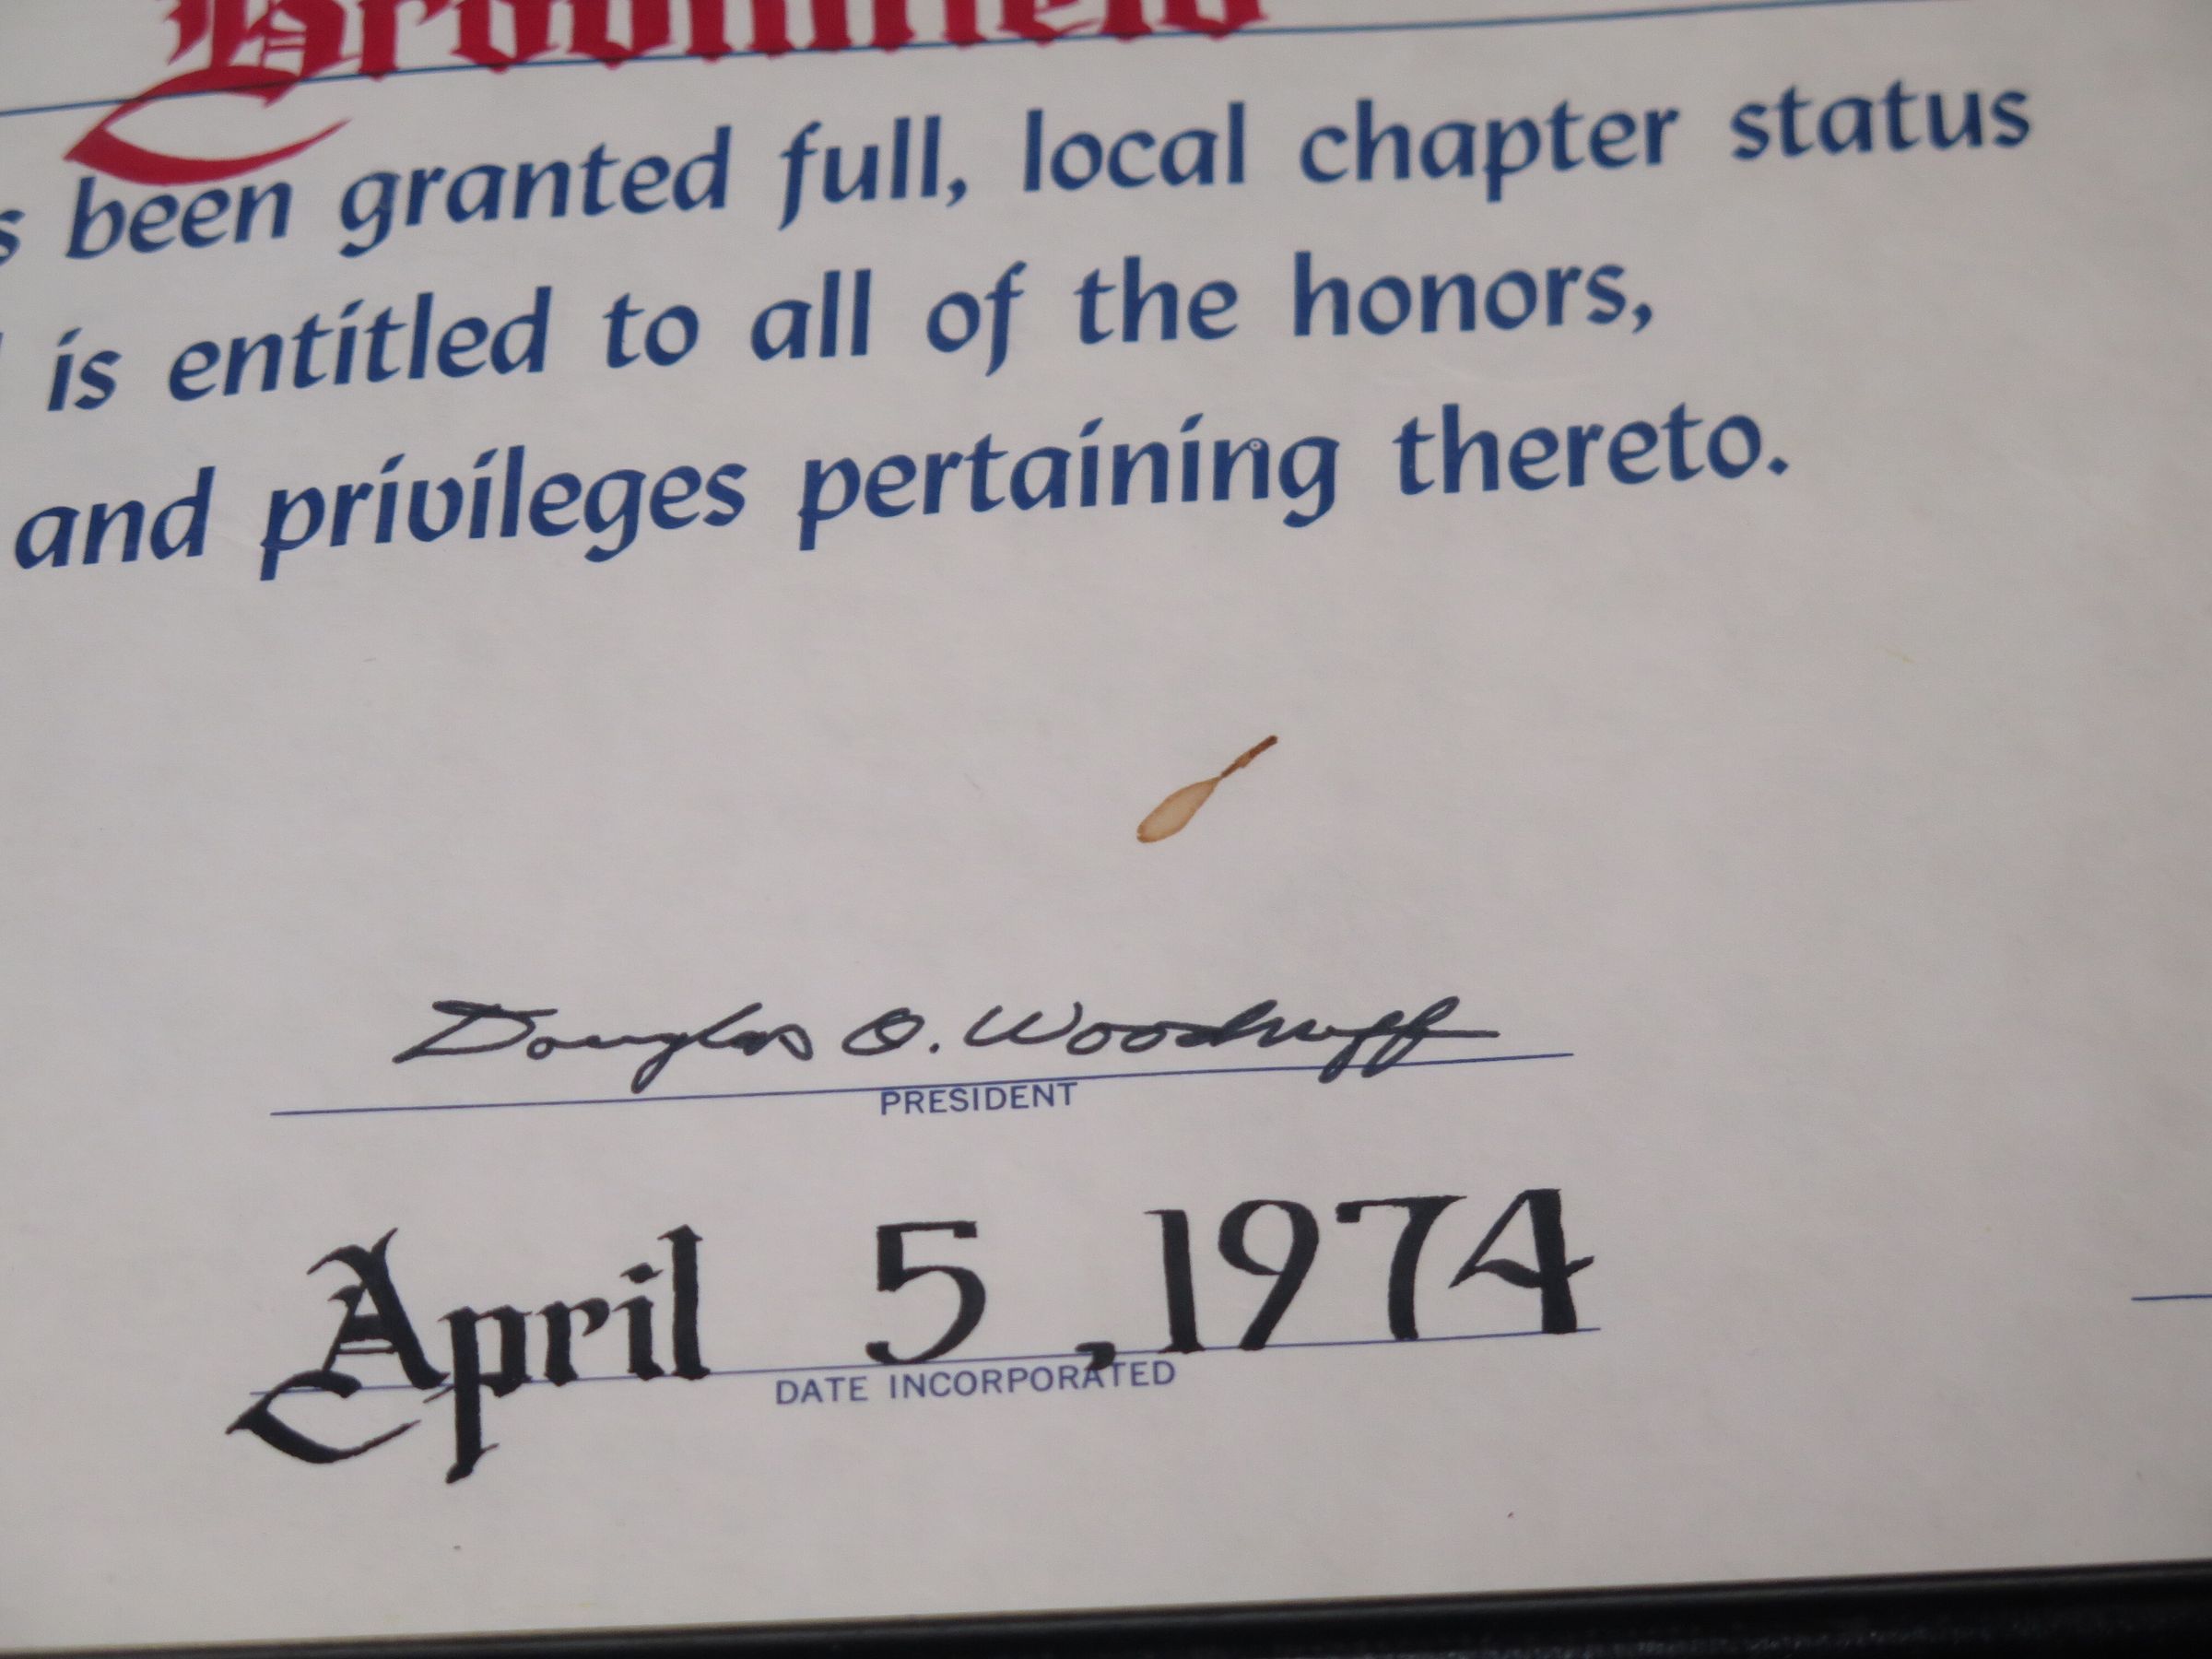 Broomfield
been granted full, local chapter status
is entitled to all of the honors,
and privileges pertaining thereto.
Douglas O. Woodruff
PRESIDENT
April 5, 1974
DATE INCORPORATED